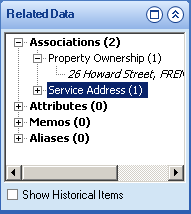 Related Data
Associations (2)
Property Ownership (1)
26 Howard Street,
Service Address (1)
Attributes (0)
Memos (0)
Aliases (0)
Show Historical Items